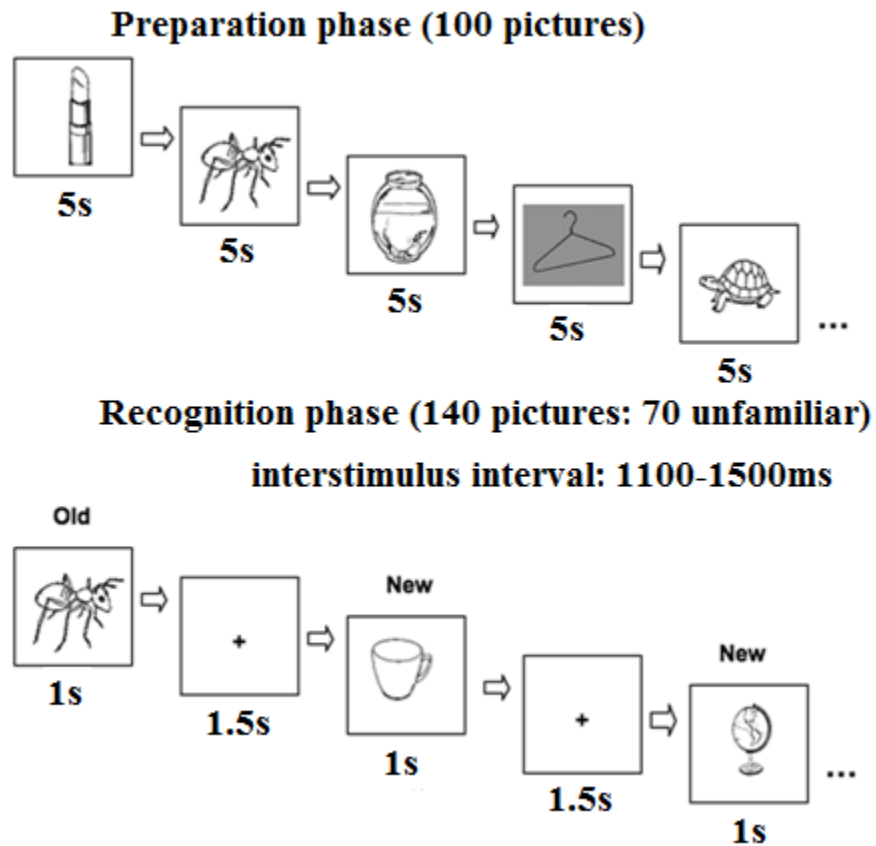 Preparation phase (100 pictures)
5s
5s
5s
5s
5s
...
Recognition phase (140 pictures: 70 unfamiliar)
interstimulus interval: 1100-1500ms
Old
New
New
+
+
1s
1.5s
1s
1.5s
1s
...